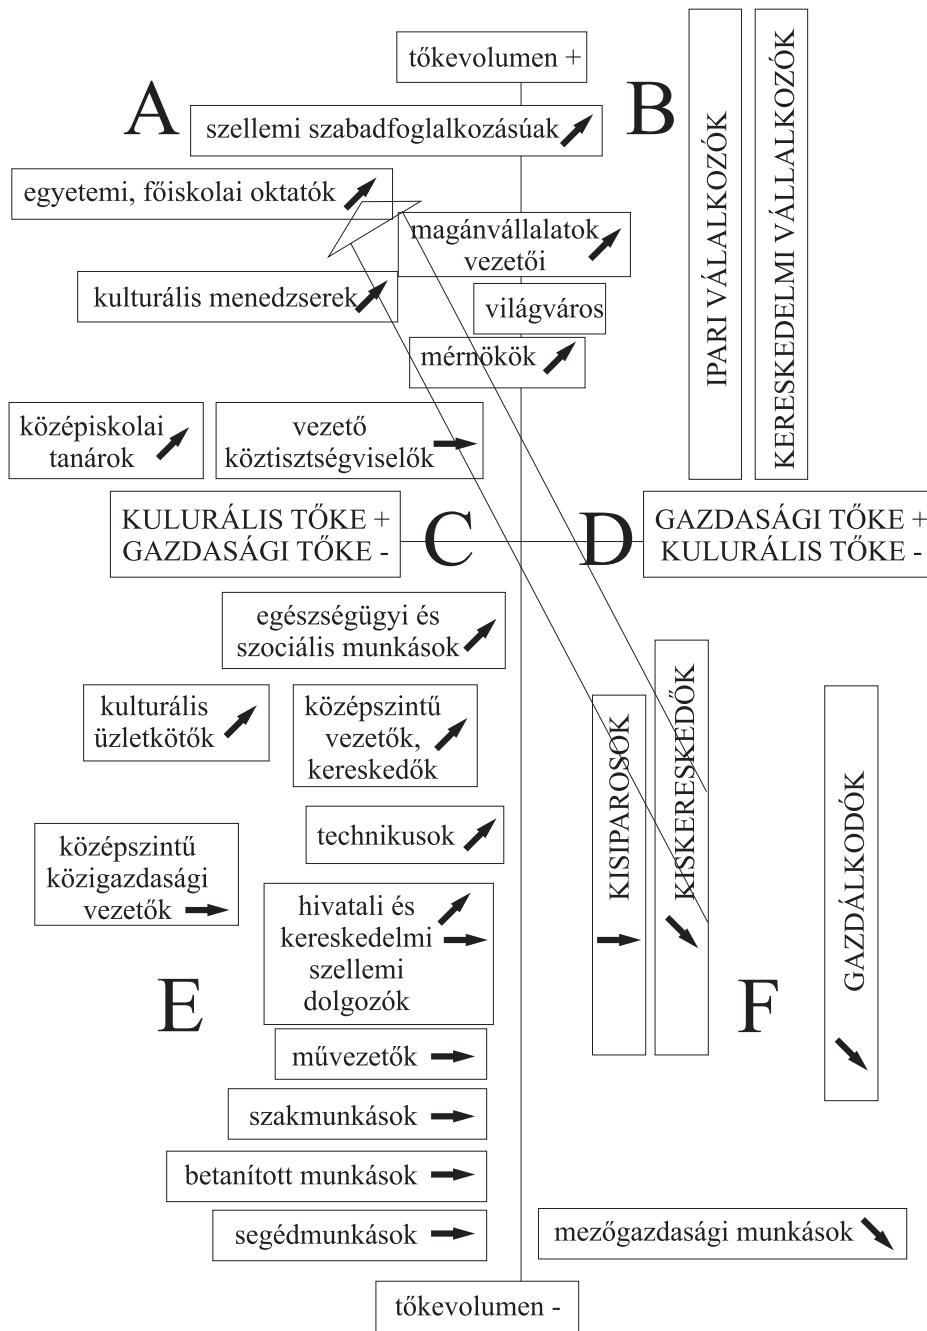 tőkevolumen +
A
B
szellemi szabadfoglalkozásúak
egyetemi, főiskolai oktatók
magánvállalatok
vezetői
kulturális menedzserek
világváros
mérnökök
IPARI VÁLALKOZÓK
KERESKEDELMI VÁLLALKOZÓK
középiskolai
tanárok
vezető
köztisztségviselők
KULURÁLIS TŐKE +
GAZDASÁGI TŐKE -
C
D
GAZDASÁGI TŐKE +
KULURÁLIS TŐKE -
egészségügyi és
szociális munkások
kulturális
üzletkötők
középszintű
vezetők,
kereskedők
technikusok
KISIPAROSOK
KISKERESKEDŐK
GAZDÁLKODÓK
középszintű
közigazdasági
vezetők
hivatali és
kereskedelmi
szellemi
dolgozók
E
F
művezetők
szakmunkások
betanított munkások
segédmunkások
mezőgazdasági munkások
tőkevolumen -